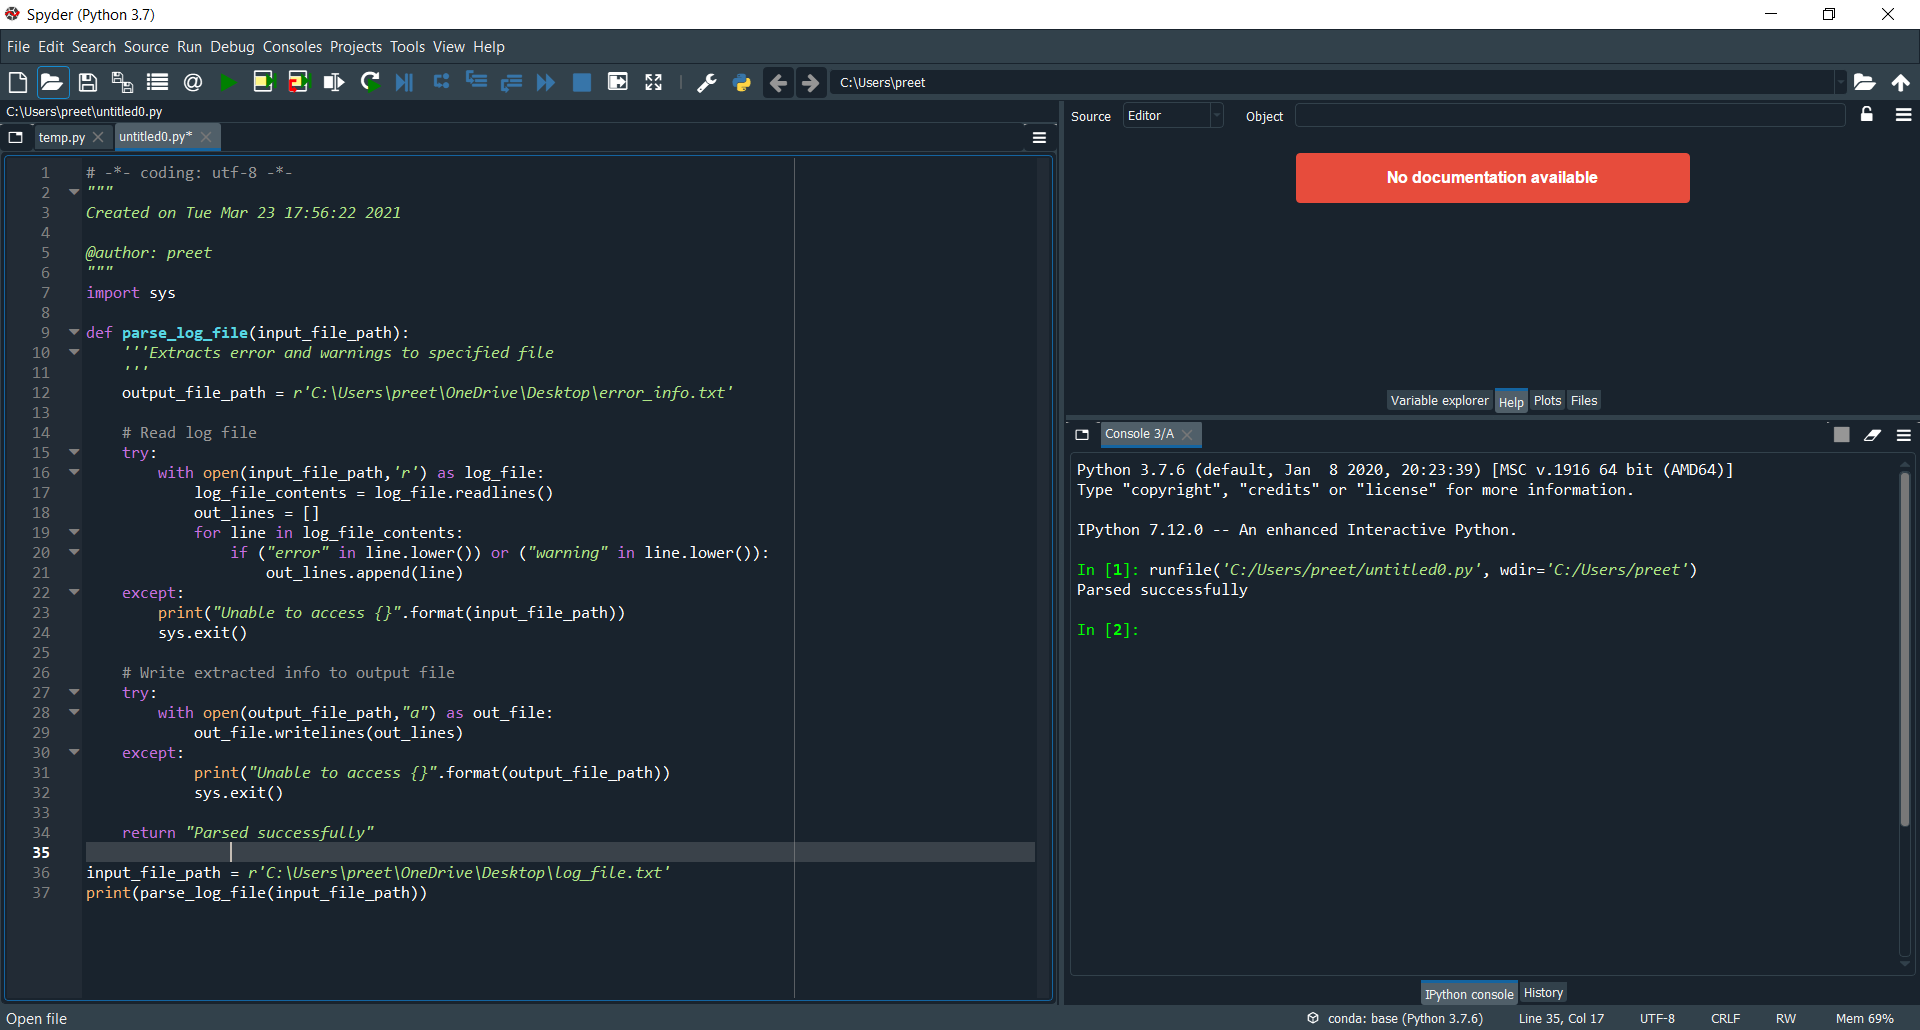 Spyder (Python 3.7)
File Edit Search Source Run Debug Consoles Projects Tools View Help
C:\Users\preet
C:\Users\preet\untitled0.py
temp.py
untitled0.py*
1 # -*- coding: utf-8 -*-
2 """
3 Created on Tue Mar 23 17:56:22 2021
4
5 @author: preet
6 """
7 import sys
8
9 def parse_log_file(input_file_path):
10     '''Extracts error and warnings to specified file
11     '''
12     output_file_path = r'C:\Users\preet\OneDrive\Desktop\error_info.txt'
13
14     # Read log file
15     try:
16         with open(input_file_path,'r') as log_file:
17             log_file_contents = log_file.readlines()
18             out_lines = []
19             for line in log_file_contents:
20                 if ("error" in line.lower()) or ("warning" in line.lower()):
21                     out_lines.append(line)
22     except:
23         print("Unable to access {}".format(input_file_path))
24         sys.exit()
25
26     # Write extracted info to output file
27     try:
28         with open(output_file_path,"a") as out_file:
29             out_file.writelines(out_lines)
30     except:
31             print("Unable to access {}".format(output_file_path))
32             sys.exit()
33
34     return "Parsed successfully"
35
36 input_file_path = r'C:\Users\preet\OneDrive\Desktop\log_file.txt'
37 print(parse_log_file(input_file_path))
Source Editor Object
No documentation available
Variable explorer Help Plots Files
Console 3/A
Python 3.7.6 (default, Jan  8 2020, 20:23:39) [MSC v.1916 64 bit (AMD64)]
Type "copyright", "credits" or "license" for more information.
IPython 7.12.0 -- An enhanced Interactive Python.
In [1]: runfile('C:/Users/preet/untitled0.py', wdir='C:/Users/preet')
Parsed successfully
In [2]:
IPython console History
Open file
conda: base (Python 3.7.6) Line 35, Col 17 UTF-8 CRLF RW Mem 69%